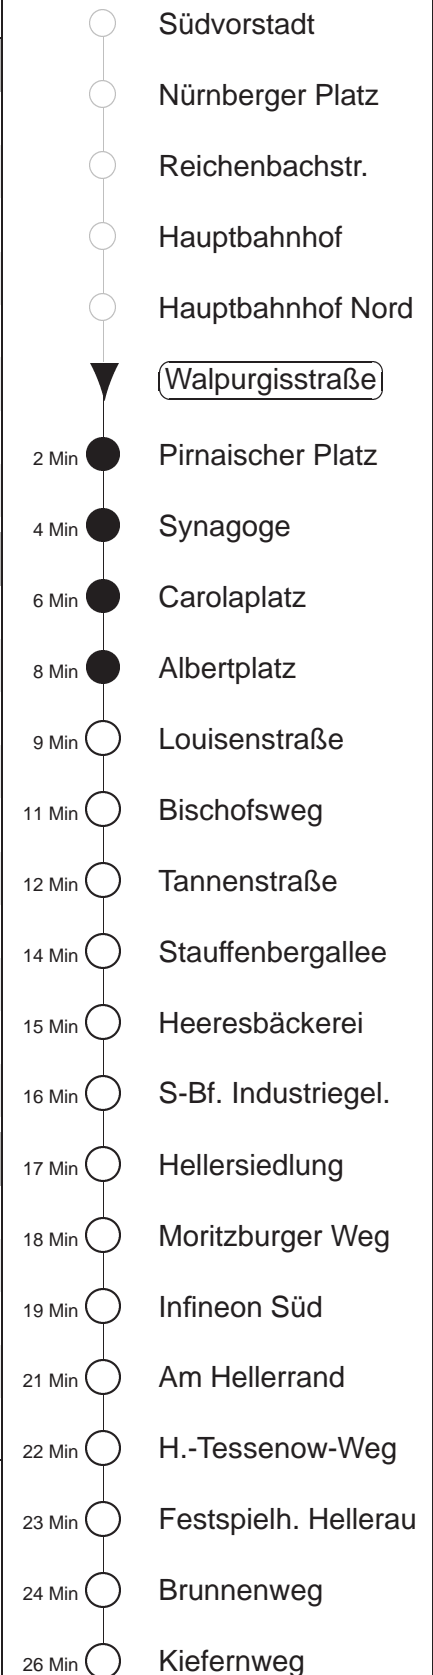 Südvorstadt
Nürnberger Platz
Reichenbachstr.
Hauptbahnhof
Hauptbahnhof Nord
Walpurgisstraße
2 Min Pirnaischer Platz
4 Min Synagoge
6 Min Carolaplatz
8 Min Albertplatz
9 Min Louisenstraße
11 Min Bischofsweg
12 Min Tannenstraße
14 Min Stauffenbergallee
15 Min Heeresbäckerei
16 Min S-Bf. Industriegel.
17 Min Hellersiedlung
18 Min Moritzburger Weg
19 Min Infineon Süd
21 Min Am Hellerrand
22 Min H.-Tessenow-Weg
23 Min Festspielh. Hellerau
24 Min Brunnenweg
26 Min Kiefernweg